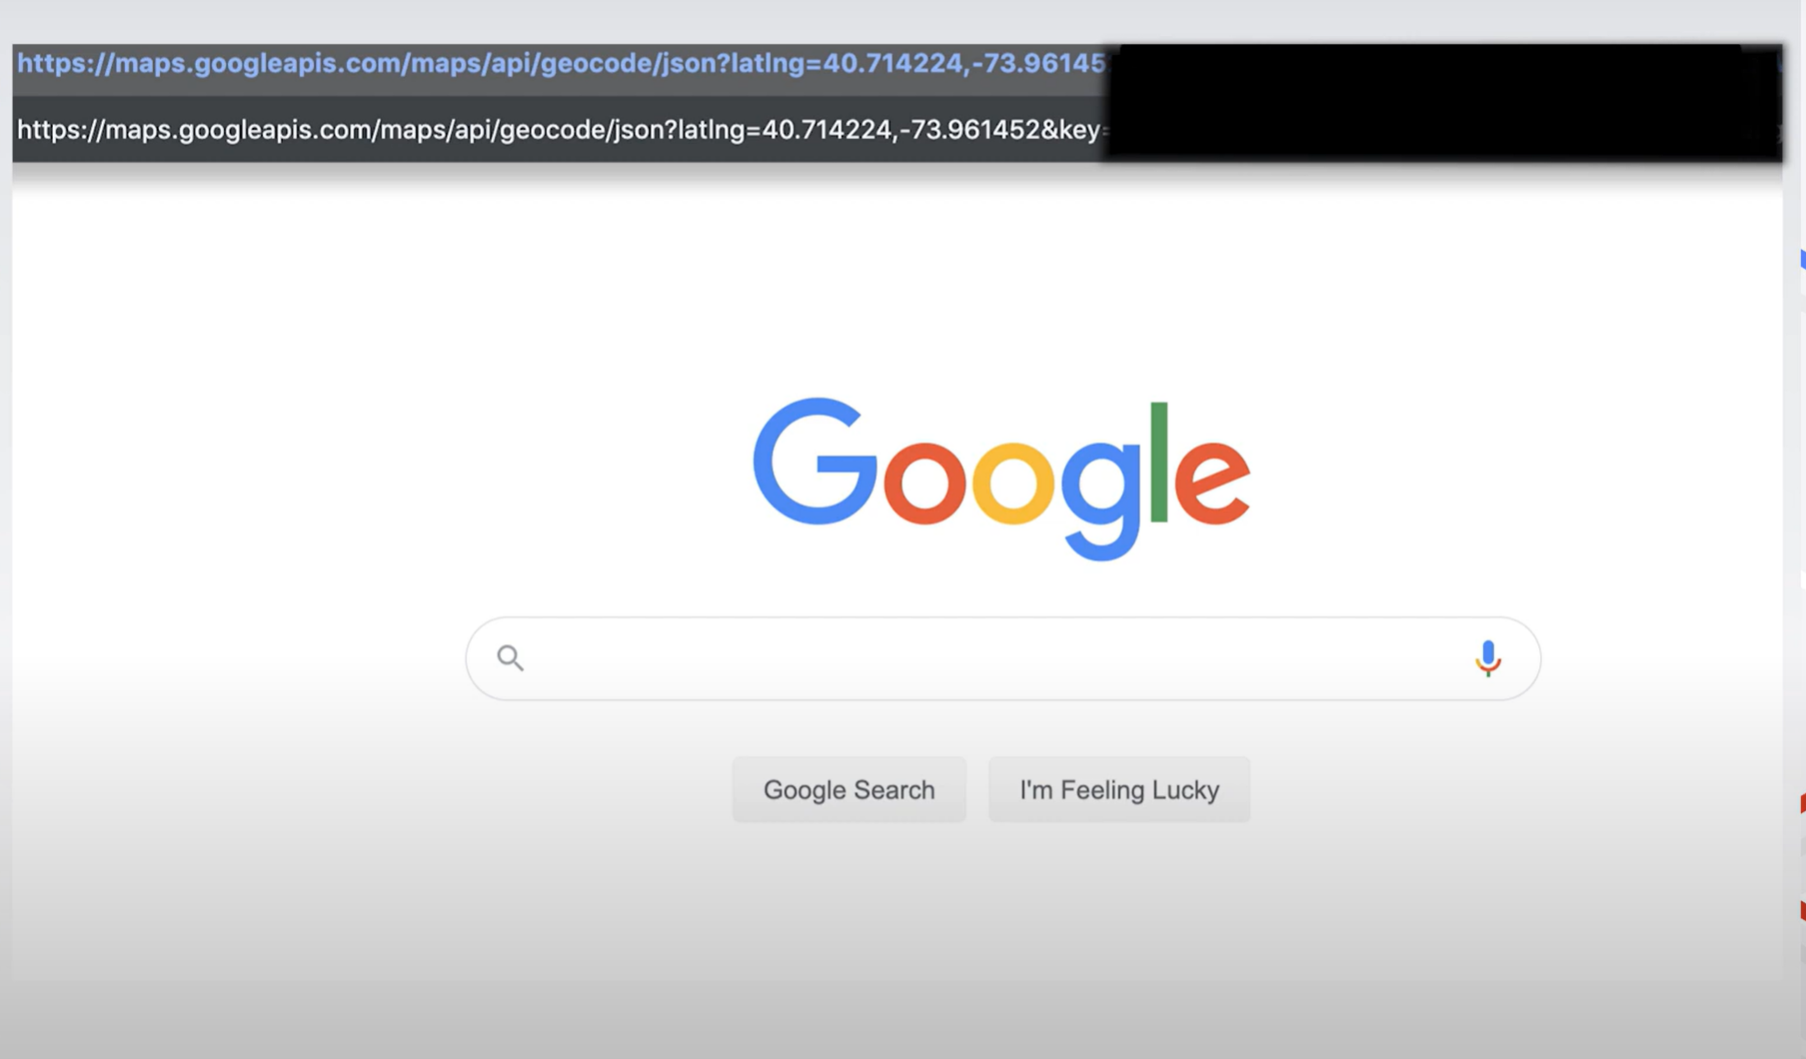 https://maps.googleapis.com/maps/api/geocode/json?latlng=40.714224,-73.96145
https://maps.googleapis.com/maps/api/geocode/json?latlng=40.714224,-73.961452&key=
Google
Google Search
I'm Feeling Lucky